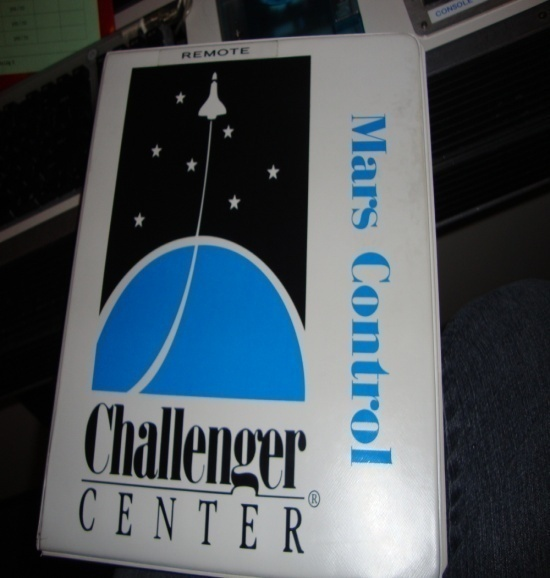 REMOTE
Mars Control
Challenger
CENTER®
CONSOLE